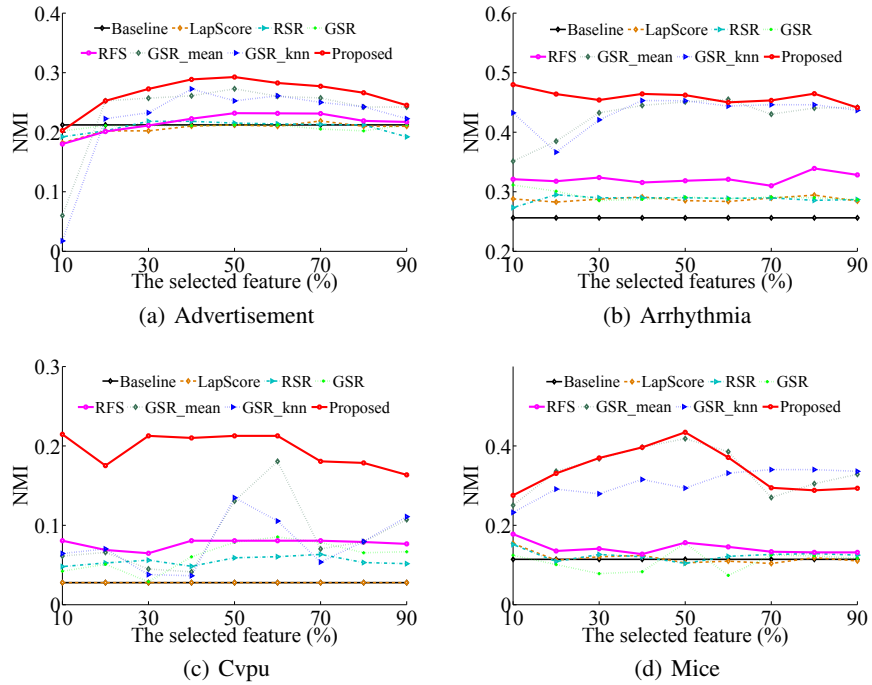 0.4
Baseline LapScore RSR GSR
RFS GSR_mean GSR_knn Proposed
0.3
0.2
0.1
0
NMI
10 30 50 70 90
The selected feature (%)
(a) Advertisement
0.6
Baseline LapScore RSR GSR
RFS GSR_mean GSR_knn Proposed
0.5
0.4
0.3
0.2
NMI
10 30 50 70 90
The selected features (%)
(b) Arrhythmia
0.3
Baseline LapScore RSR GSR
RFS GSR_mean GSR_knn Proposed
0.2
0.1
0
NMI
10 30 50 70 90
The selected feature (%)
(c) Cvpu
Baseline LapScore RSR GSR
RFS GSR_mean GSR_knn Proposed
0.4
0.2
0
NMI
10 30 50 70 90
The selected feature (%)
(d) Mice